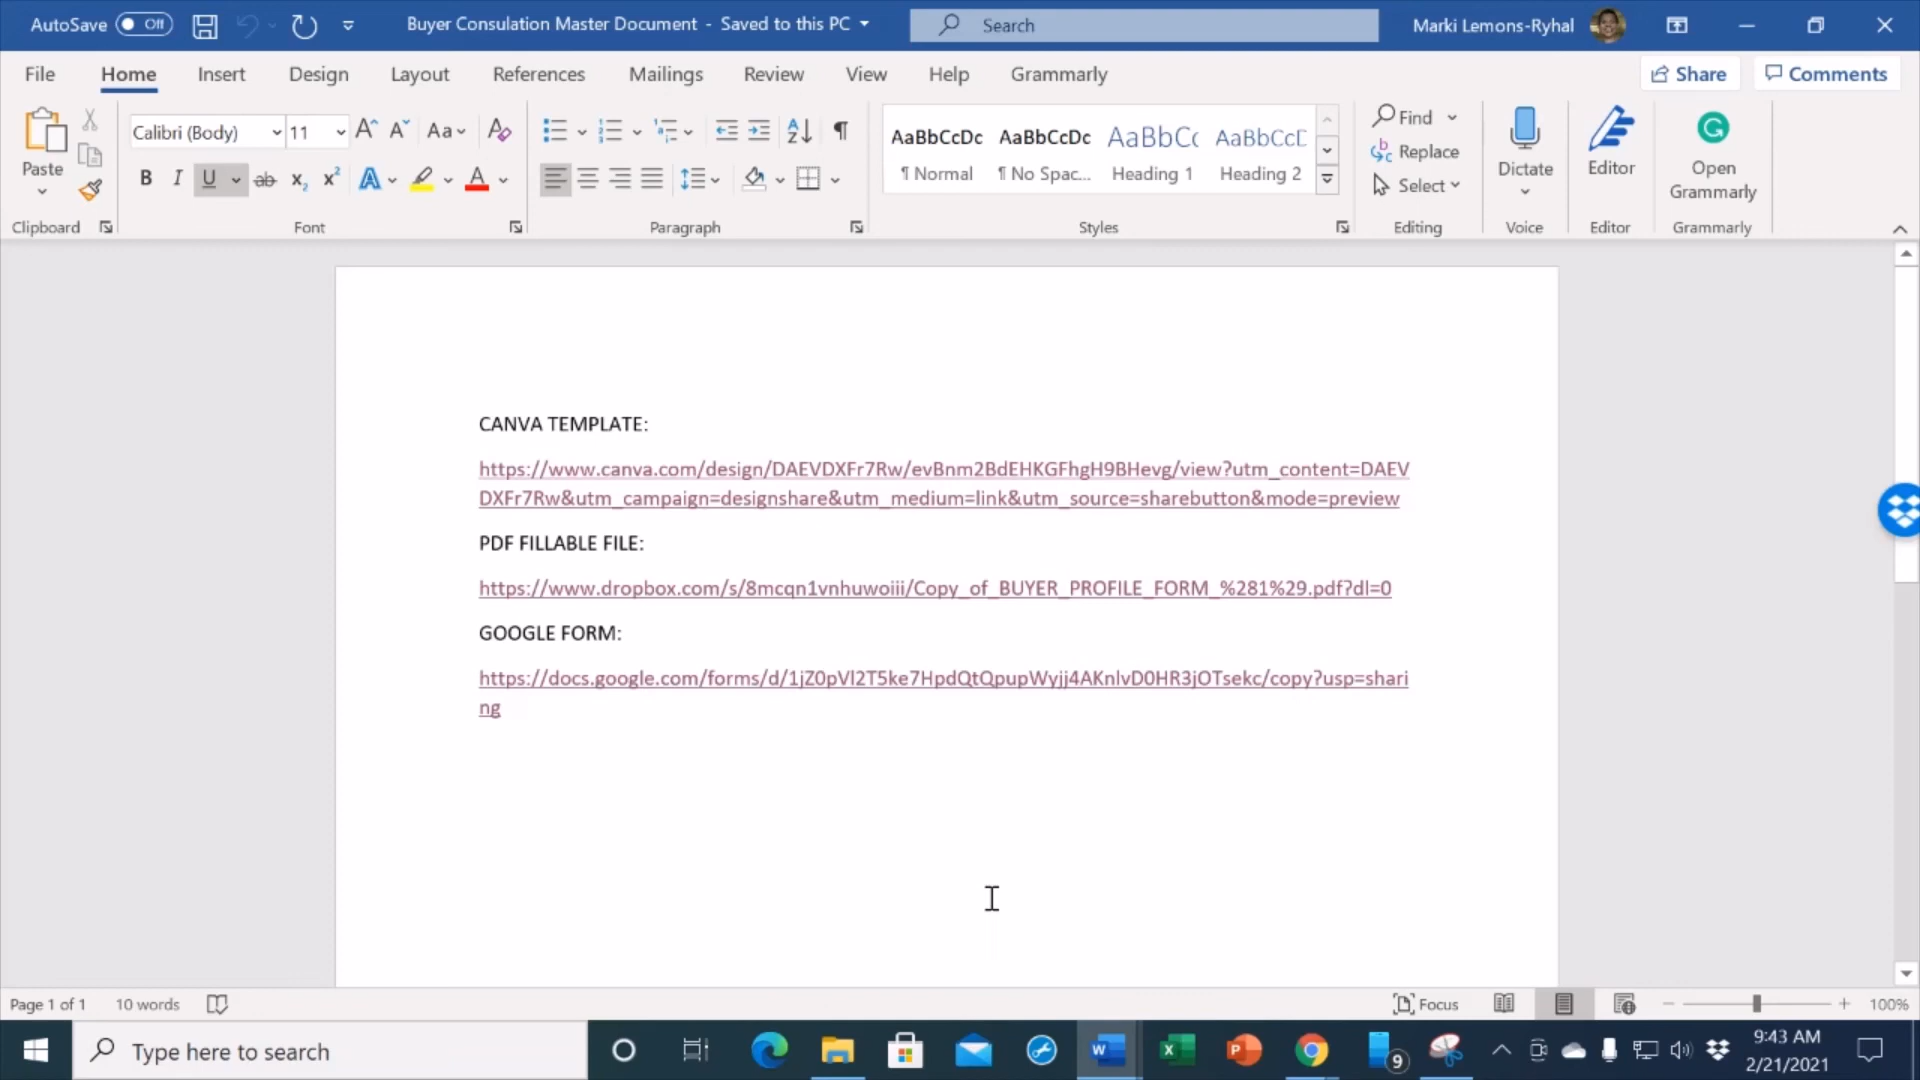 AutoSave Off Buyer Consulation Master Document - Saved to this PC Search Marki Lemons-Ryhal
File Home Insert Design Layout References Mailings Review View Help Grammarly Share Comments
Paste Calibri (Body) 11 Aa AaBbCcDc AaBbCcDc AaBbCc AaBbCcD Find Replace Select Dictate Editor Open Grammarly
¶ Normal ¶ No Spac... Heading 1 Heading 2
Clipboard Font Paragraph Styles Editing Voice Editor Grammarly
CANVA TEMPLATE:
https://www.canva.com/design/DAEVDXFr7Rw/evBnm2BdEHKGFhgH9BHevg/view?utm_content=DAEV
DXFr7Rw&utm_campaign=designshare&utm_medium=link&utm_source=sharebutton&mode=preview
PDF FILLABLE FILE:
https://www.dropbox.com/s/8mcqn1vnhuwoiii/Copy_of_BUYER_PROFILE_FORM_%281%29.pdf?dl=0
GOOGLE FORM:
https://docs.google.com/forms/d/1jZ0pVl2T5ke7HpdQtQpupWyjj4AKnlvD0HR3jOTsekc/copy?usp=shari
ng
Page 1 of 1 10 words Focus 100%
Type here to search 9 9:43 AM
2/21/2021